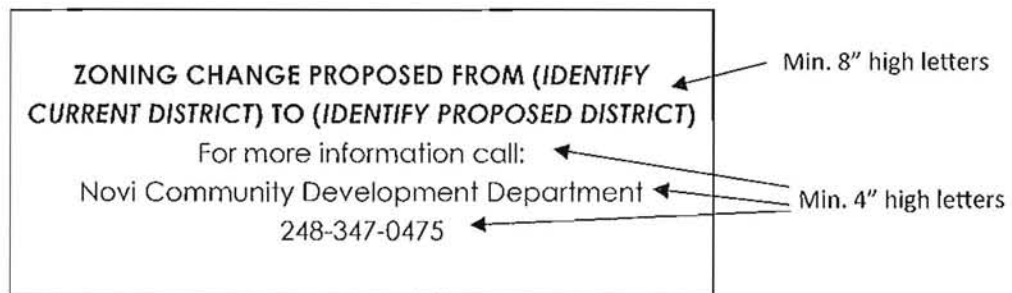 ZONING CHANGE PROPOSED FROM (IDENTIFY
CURRENT DISTRICT) TO (IDENTIFY PROPOSED DISTRICT)
For more information call:
Novi Community Development Department
248-347-0475
Min. 8" high letters
Min. 4" high letters